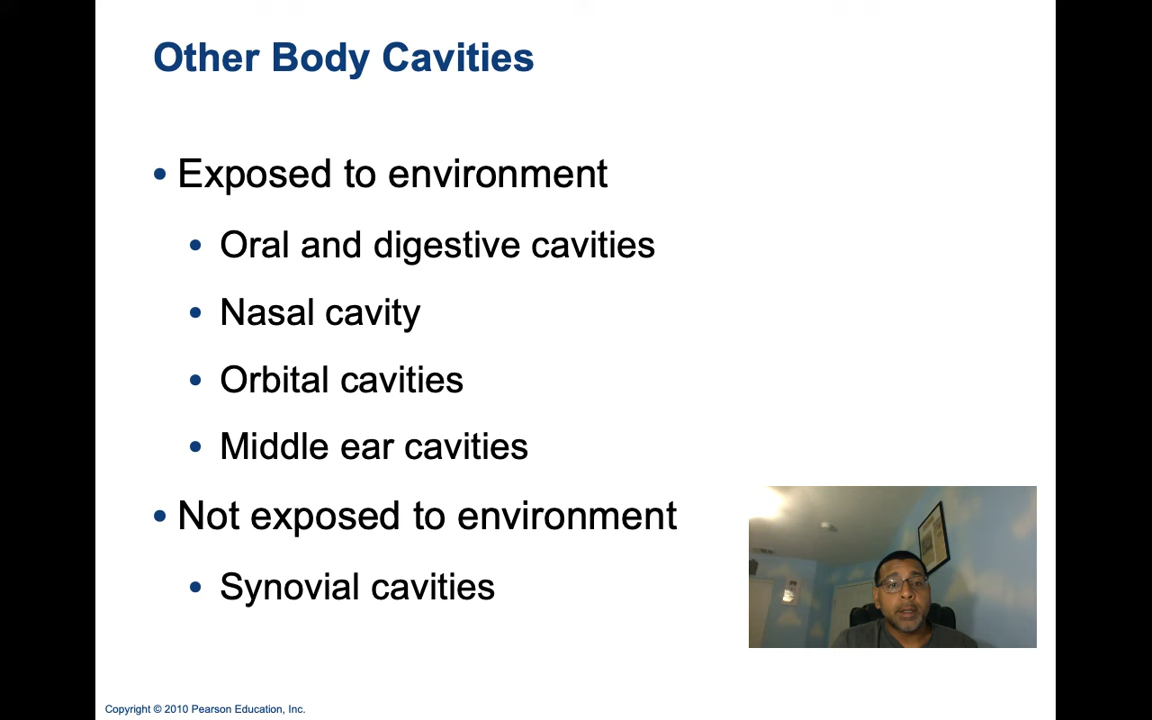 Other Body Cavities
• Exposed to environment
• Oral and digestive cavities
• Nasal cavity
• Orbital cavities
• Middle ear cavities
• Not exposed to environment
• Synovial cavities
Copyright © 2010 Pearson Education, Inc.